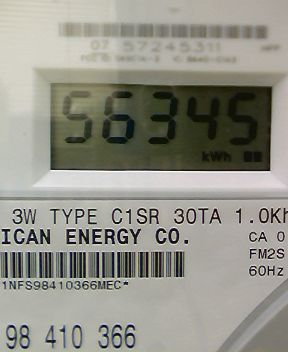 07 57245311
56345
kWh
3W TYPE C1SR 30TA 1.0Kh
ICAN ENERGY CO.
CA 0
FM2S
60Hz
1NFS98410366MEC*
98 410 366